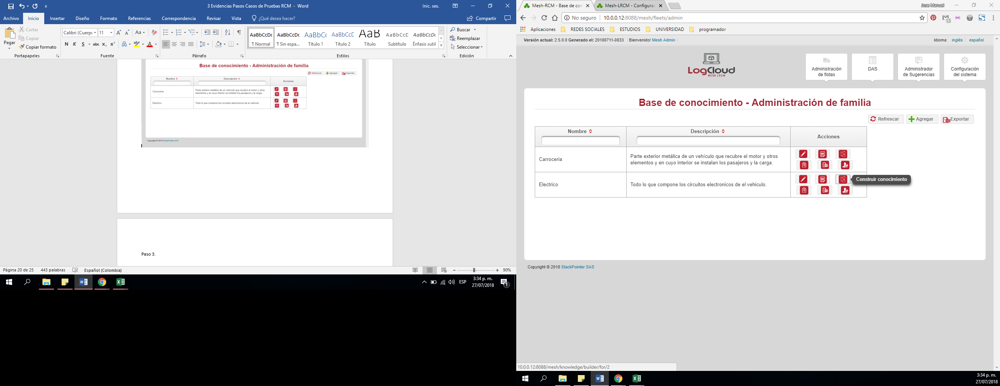 3 Evidencias Pasos Casos de Pruebas RCM - Word
Inic. ses.
Archivo Inicio Insertar Diseño Formato Referencias Correspondencia Revisar Vista ¿Qué desea hacer? Compartir
Pegar
Cortar
Copiar
Copiar formato
Portapapeles
Calibri (Cuerpo 11
N K S abc x₂ x²
Fuente
Párrafo
AaBbCcDc AaBbCcDc AaBbC( AaBbCcC AaB AaBbCcD AaBbCcDc
¶ Normal ¶ Sin espa... Título 1 Título 2 Título Subtítulo Énfasis sutil
Estilos
Buscar
Reemplazar
Seleccionar
Edición
Base de conocimiento - Administración de familia
Refrescar Agregar Exportar
Nombre Descripción Acciones
Carroceria
Parte exterior metálica de un vehículo que recubre el motor y otros
elementos y en cuyo interior se instalan los pasajeros y la carga.
Electrico
Todo lo que compone los circuitos electronicos de el vehiculo.
Copyright © 2018 StackPointer SAS
Paso 3.
Página 20 de 25 443 palabras Español (Colombia) 90%
ESP
3:34 p. m.
27/07/2018
1
Mesh-RCM - Base de con
Mesh-LRCM - Configurac
Jose Manuel
No seguro 10.0.0.12:8088/mesh/fleets/admin
Aplicaciones REDES SOCIALES ESTUDIOS UNIVERSIDAD programador
Versión actual: 2.5.0.0 Generado el: 20180711-0833 Bienvenido! Mesh Admin
Idioma: inglés español
LogCloud
MESH LRCM
Administración
de flotas
DAS
Administrador
de Sugerencias
Configuración
del sistema
Base de conocimiento - Administración de familia
Refrescar Agregar Exportar
Nombre Descripción Acciones
Carroceria
Parte exterior metálica de un vehículo que recubre el motor y otros
elementos y en cuyo interior se instalan los pasajeros y la carga.
Electrico
Todo lo que compone los circuitos electronicos de el vehiculo.
Construir conocimiento
Copyright © 2018 StackPointer SAS
10.0.0.12:8088/mesh/knowledge/builder/for/2
3:34 p. m.
27/07/2018